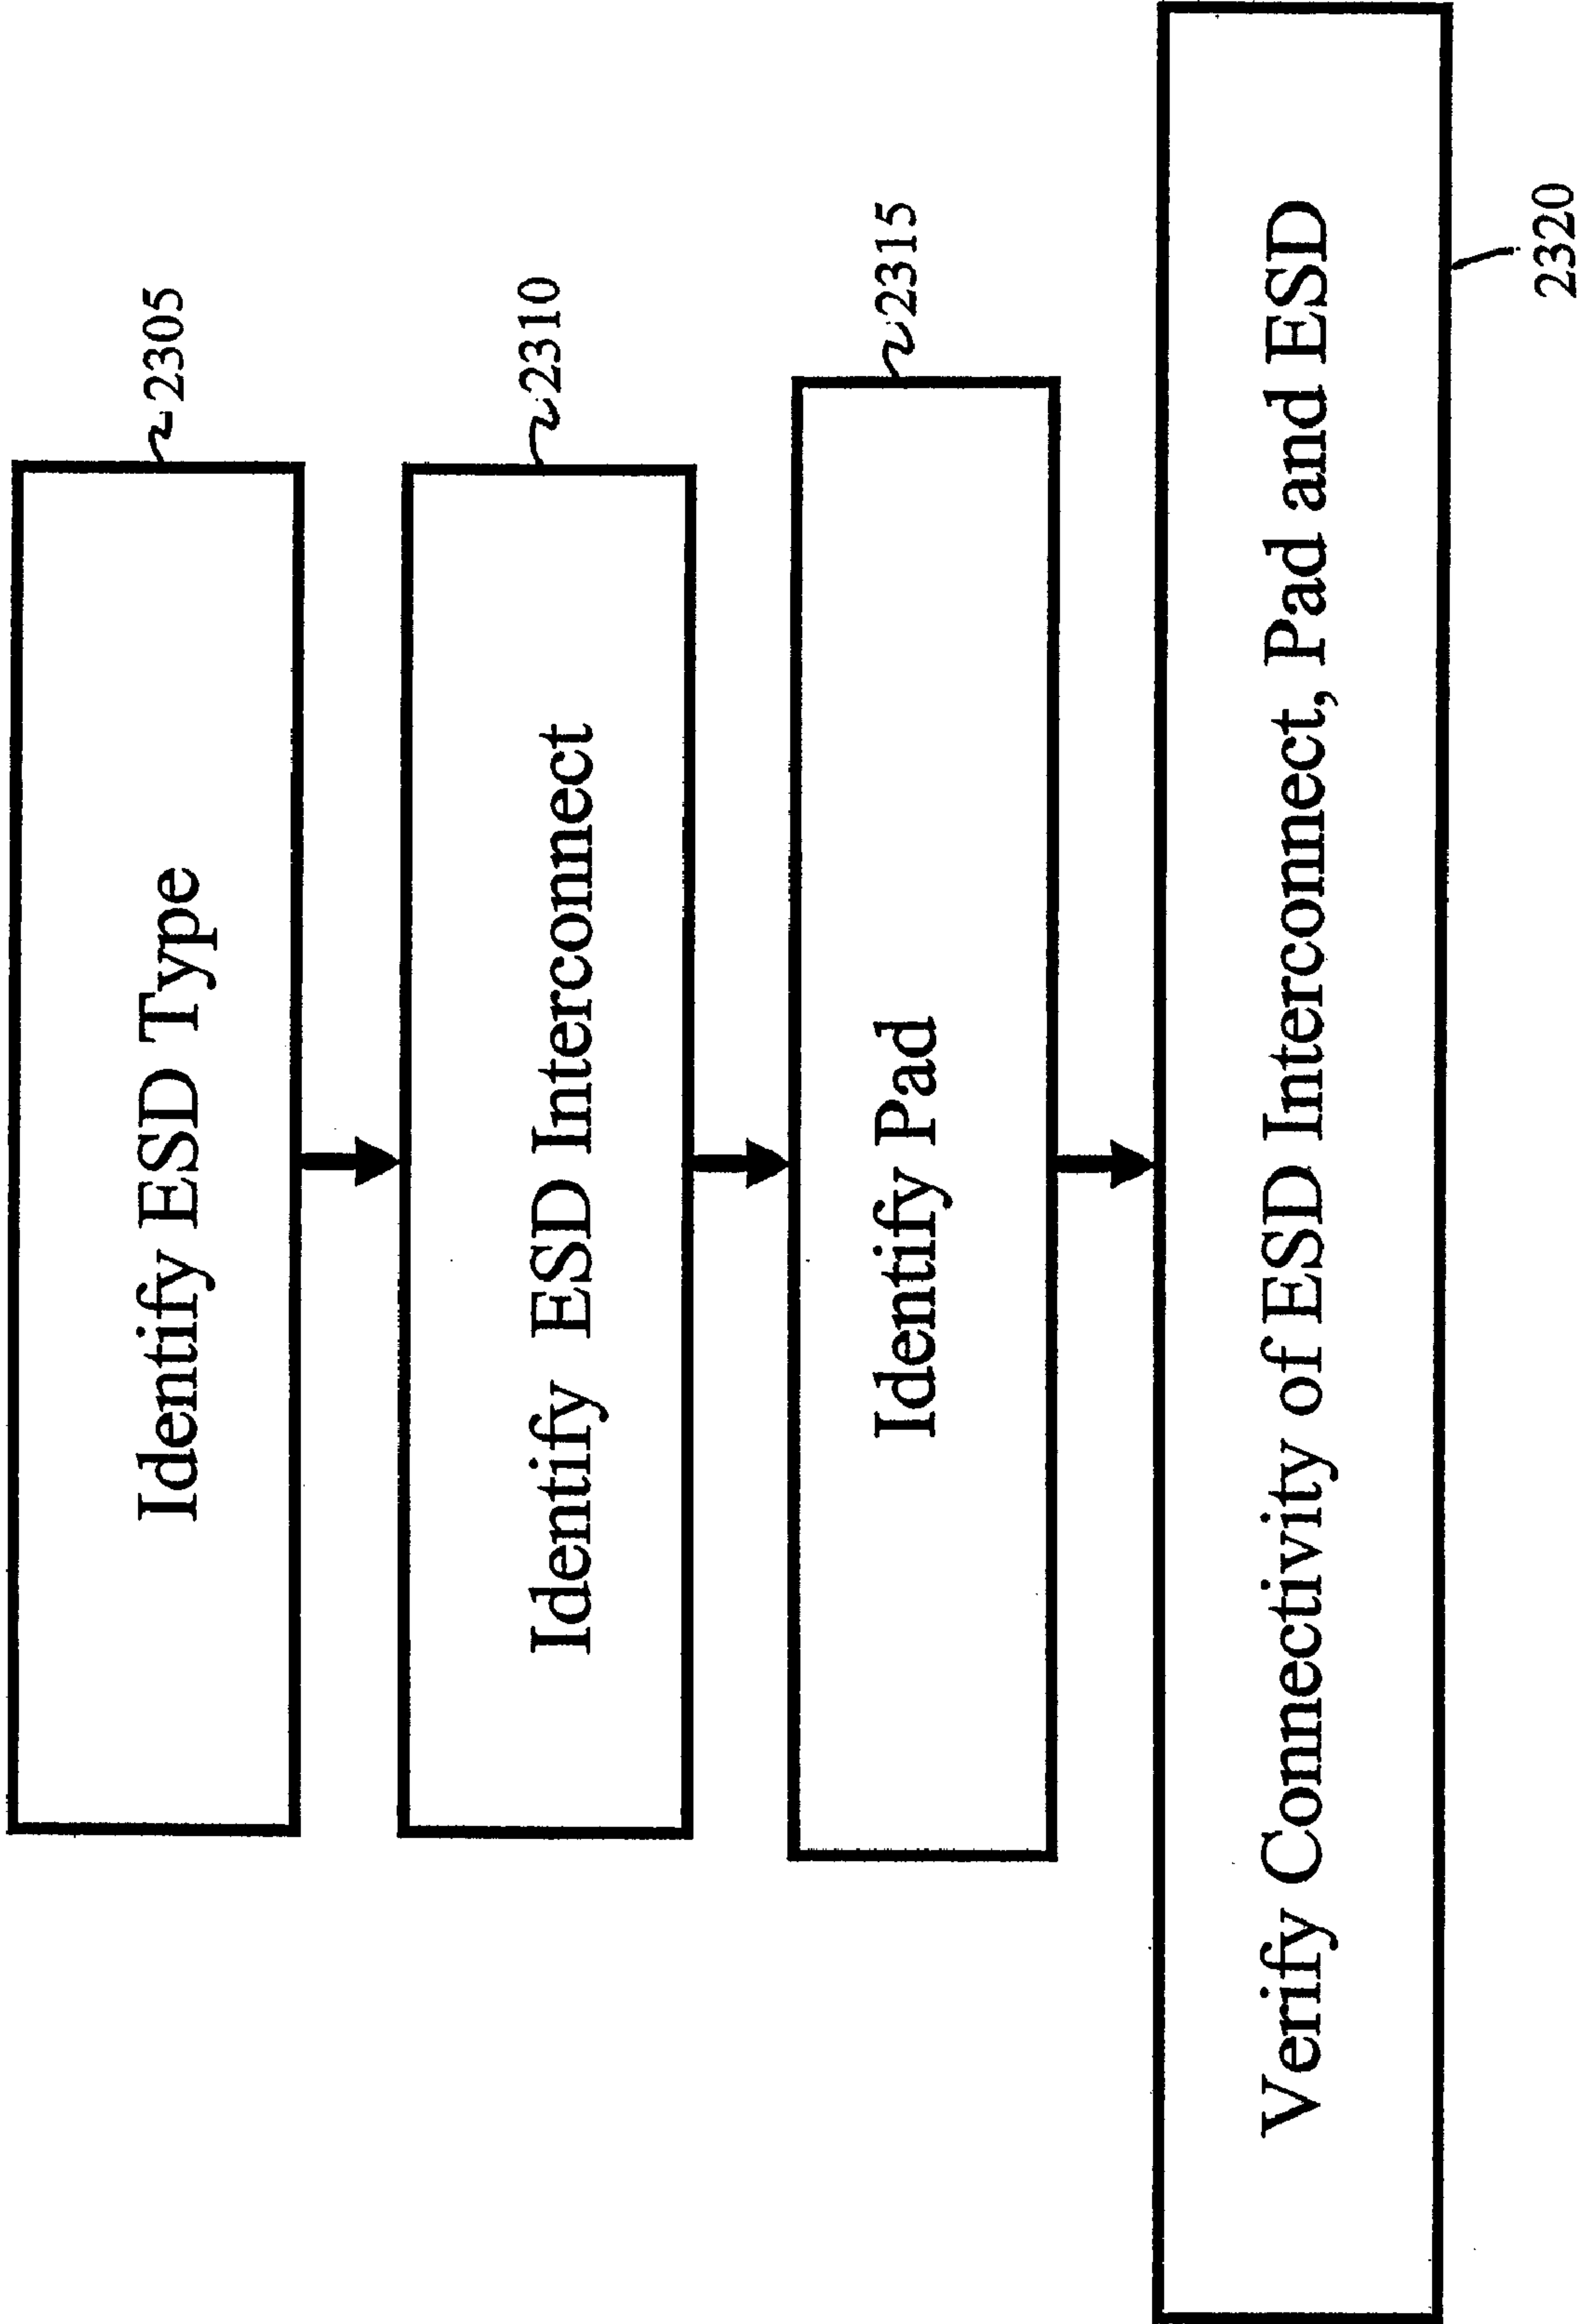 Identify ESD Type
2305
Identify ESD Interconnect
2310
Identify Pad
2315
Verify Connectivity of ESD Interconnect, Pad and ESD
2320